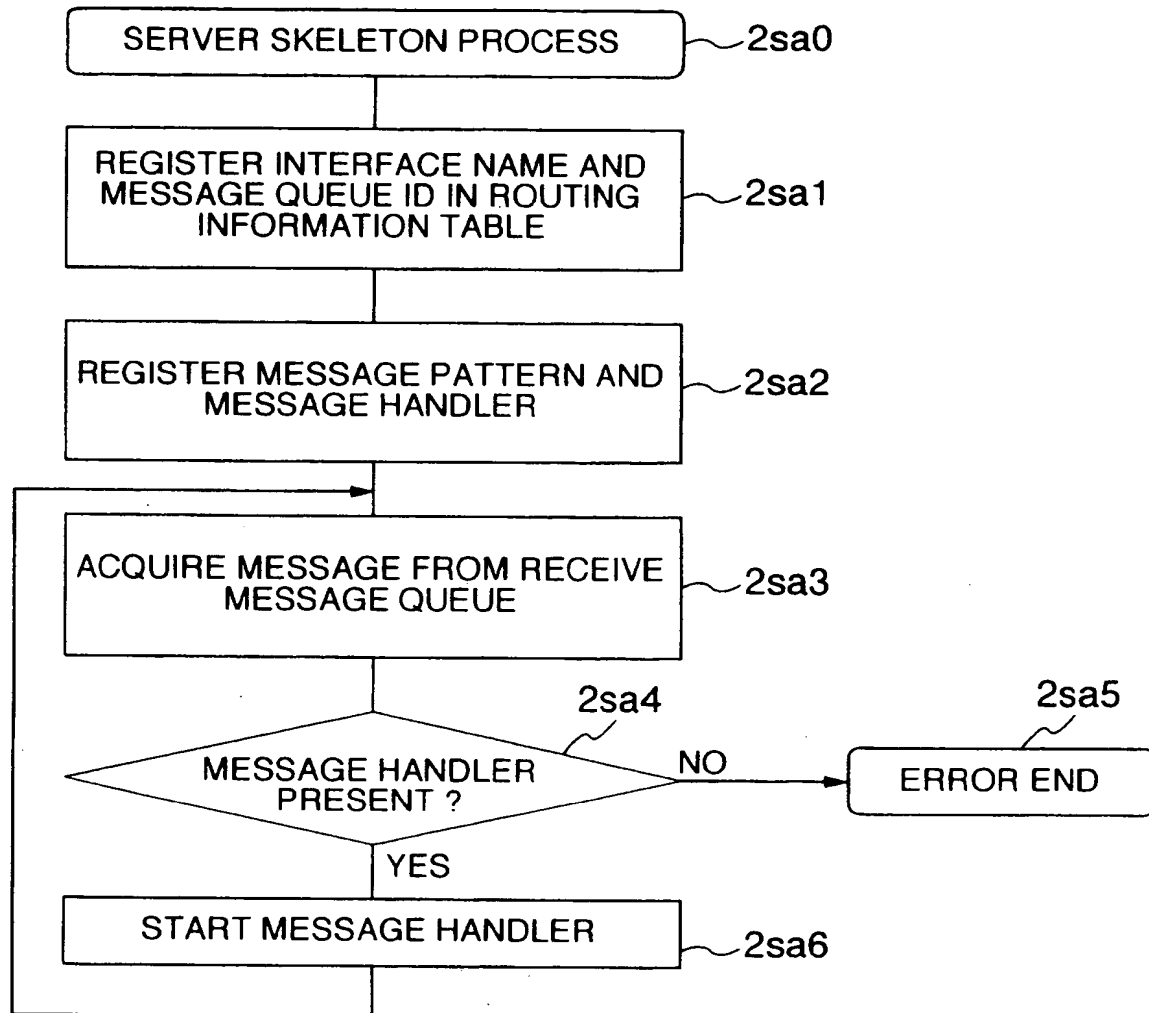 SERVER SKELETON PROCESS
2sa0
REGISTER INTERFACE NAME AND
MESSAGE QUEUE ID IN ROUTING
INFORMATION TABLE
2sa1
REGISTER MESSAGE PATTERN AND
MESSAGE HANDLER
2sa2
ACQUIRE MESSAGE FROM RECEIVE
MESSAGE QUEUE
2sa3
2sa4
MESSAGE HANDLER
PRESENT ?
NO
2sa5
ERROR END
YES
START MESSAGE HANDLER
2sa6